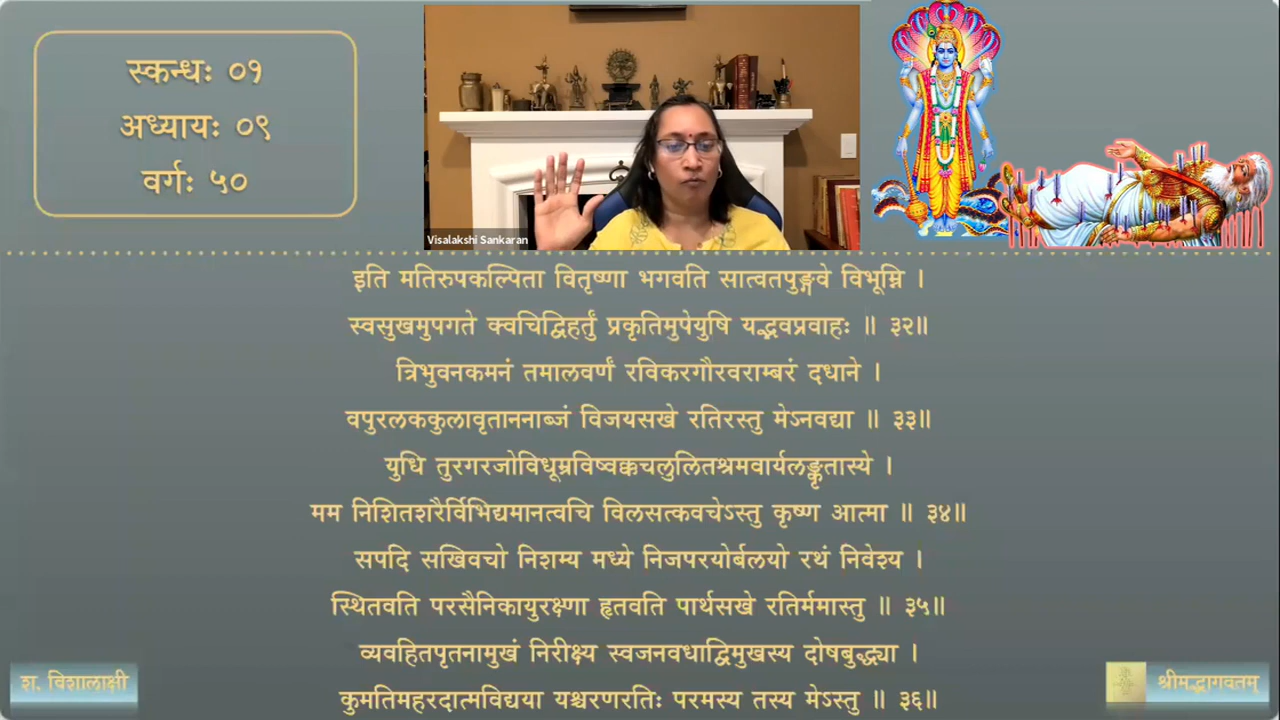 स्कन्धः ०१
अध्यायः ०९
वर्गः ५०
Visalakshi Sankaran
इति मतिरुपकल्पिता वितृष्णा भगवति सात्वतपुङ्गवे विभूम्नि ।
स्वसुखमुपगते क्वचिद्विहर्तुं प्रकृतिमुपेयुषि यद्भवप्रवाहः ॥ ३२॥
त्रिभुवनकमनं तमालवर्णं रविकरगौरवराम्बरं दधाने ।
वपुरलककुलावृताननाब्जं विजयसखे रतिरस्तु मेऽनवद्या ॥ ३३॥
युधि तुरगरजोविधूम्रविष्वक्कचलुलितश्रमवार्यलङ्कृतास्ये ।
मम निशितशरैर्विभिद्यमानत्वचि विलसत्कवचेऽस्तु कृष्ण आत्मा ॥ ३४॥
सपदि सखिवचो निशम्य मध्ये निजपरयोर्बलयो रथं निवेश्य ।
स्थितवति परसैनिकायुरक्ष्णा हृतवति पार्थसखे रतिर्ममास्तु ॥ ३५॥
व्यवहितपृतनामुखं निरीक्ष्य स्वजनवधाद्विमुखस्य दोषबुद्ध्या ।
कुमतिमहरदात्मविद्यया यश्चरणरतिः परमस्य तस्य मेऽस्तु ॥ ३६॥
श. विशालाक्षी
श्रीमद्भागवतम्